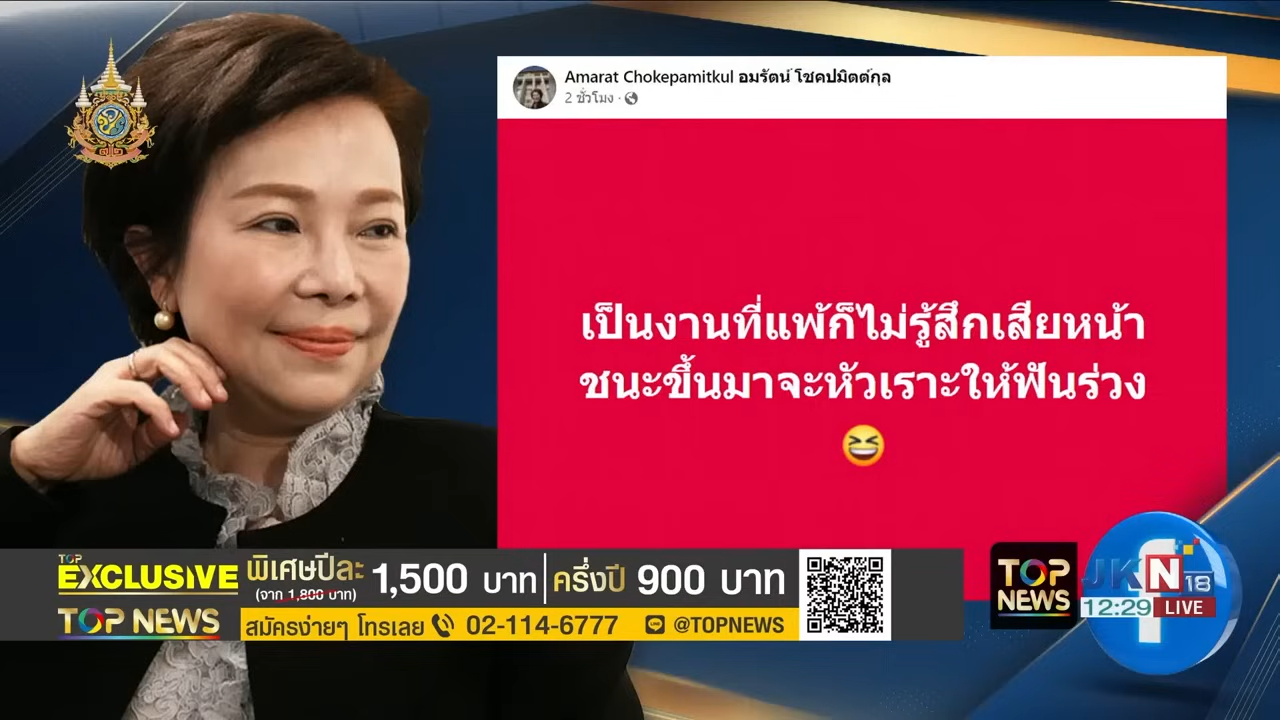 Amarat Chokepamitkul อมรัตน์ โชคปมิตต์กุล
2 ชั่วโมง ·
เป็นงานที่แพ้ก็ไม่รู้สึกเสียหน้า
ชนะขึ้นมาจะหัวเราะให้ฟันร่วง
TOP EXCLUSIVE
พิเศษปีละ 1,500 บาท
(จาก 1,800 บาท)
ครึ่งปี 900 บาท
TOP NEWS
สมัครง่ายๆ โทรเลย 02-114-6777
@TOPNEWS
TOP NEWS
JKN18
12:29 LIVE